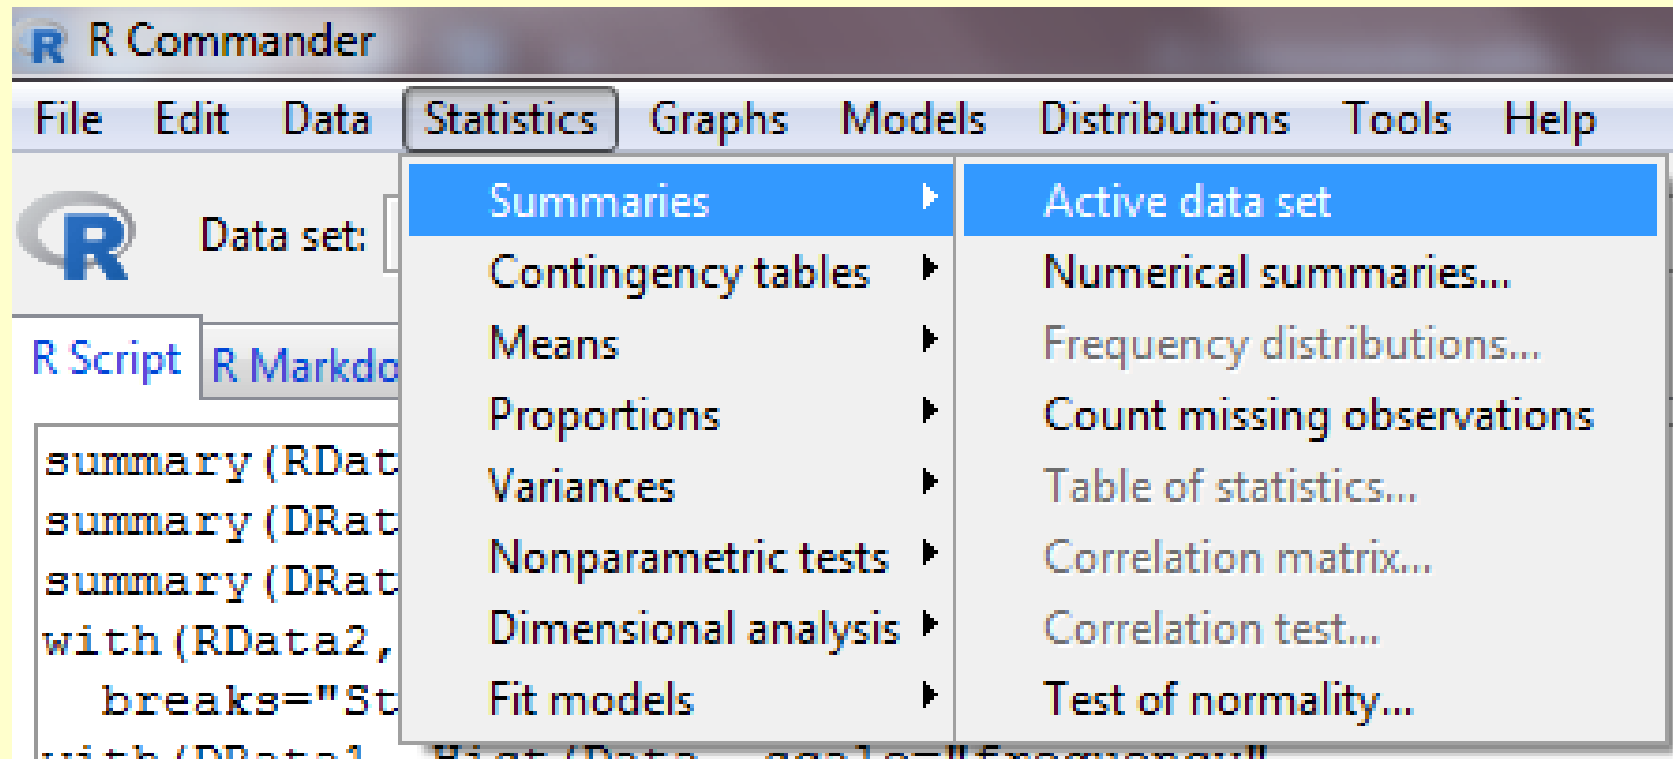 R Commander
File Edit Data Statistics Graphs Models Distributions Tools Help
R Data set:
Summaries
Contingency tables
Means
Proportions
Variances
Nonparametric tests
Dimensional analysis
Fit models
Active data set
Numerical summaries...
Frequency distributions...
Count missing observations
Table of statistics...
Correlation matrix...
Correlation test...
Test of normality...
R Script R Markdo
summary(RDat
summary(DRat
summary(DRat
with(RData2,
breaks="St